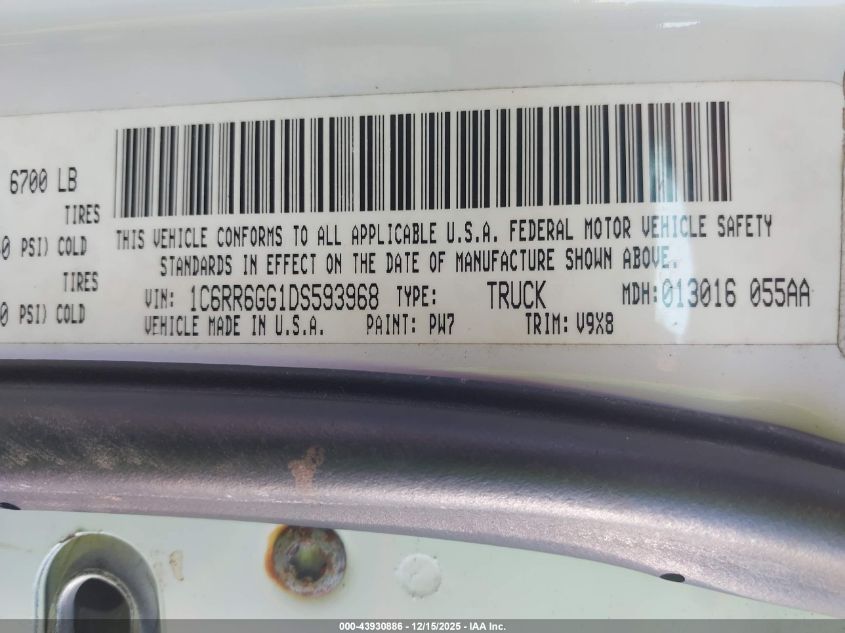 6700 LB
TIRES
0 PSI) COLD
TIRES
0 PSI) COLD
THIS VEHICLE CONFORMS TO ALL APPLICABLE U.S.A. FEDERAL MOTOR VEHICLE SAFETY
STANDARDS IN EFFECT ON THE DATE OF MANUFACTURE SHOWN ABOVE.
VIN: 1C6RR6GG1DS593968 TYPE: TRUCK MDH:013016 055AA
VEHICLE MADE IN U.S.A. PAINT: PW7 TRIM: V9X8
000-43930886 - 12/15/2025 - IAA Inc.